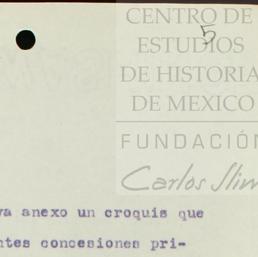 CENTRO DE
5
ESTUDIOS
DE HISTORIA
DE MEXICO
FUNDACIÓN
Carlos Slim
va anexo un croquis que
ntes concesiones pri-